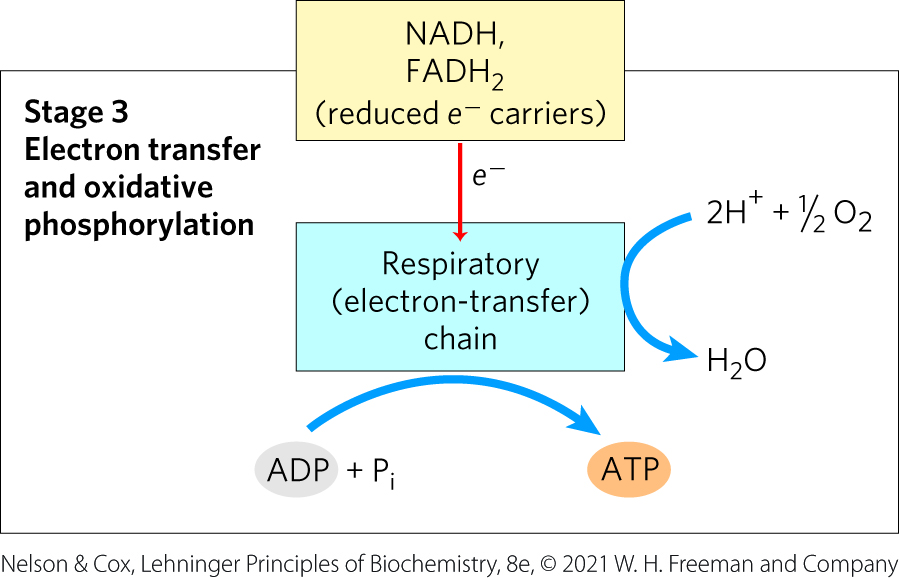 NADH,
FADH₂
(reduced e⁻ carriers)
Stage 3
Electron transfer
and oxidative
phosphorylation
e⁻
2H⁺ + ½ O₂
Respiratory
(electron-transfer)
chain
H₂O
ADP + Pᵢ
ATP
Nelson & Cox, Lehninger Principles of Biochemistry, 8e, © 2021 W. H. Freeman and Company